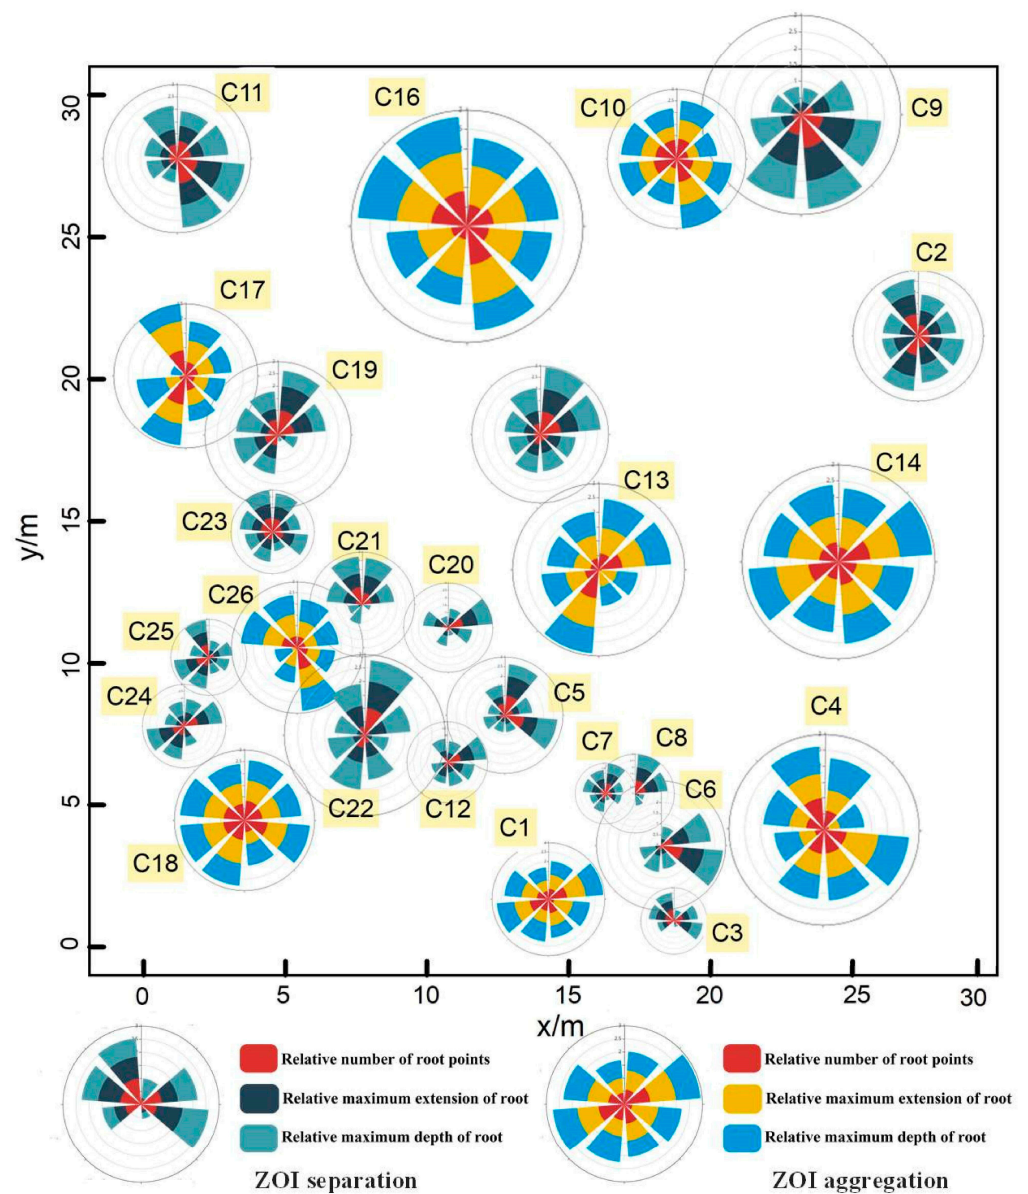 C11
C16
C10
C9
30
25
C2
C17
20
C19
C14
C13
15
C23
C21
C20
y/m
C26
C25
10
C24
C5
C4
C7
C8
C6
5
C22
C12
C1
C18
0
C3
0
5
10
15
20
25
30
x/m
Relative number of root points
Relative maximum extension of root
Relative maximum depth of root
ZOI separation
Relative number of root points
Relative maximum extension of root
Relative maximum depth of root
ZOI aggregation